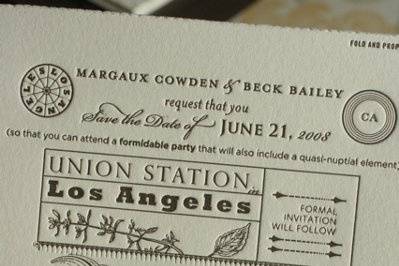 FOLD AND PROP
LOS ANGELES
MARGAUX COWDEN & BECK BAILEY
CA
request that you
Save the Date of JUNE 21, 2008
(so that you can attend a formidable party that will also include a quasi-nuptial element)
UNION STATION in
Los Angeles
FORMAL
INVITATION
WILL FOLLOW